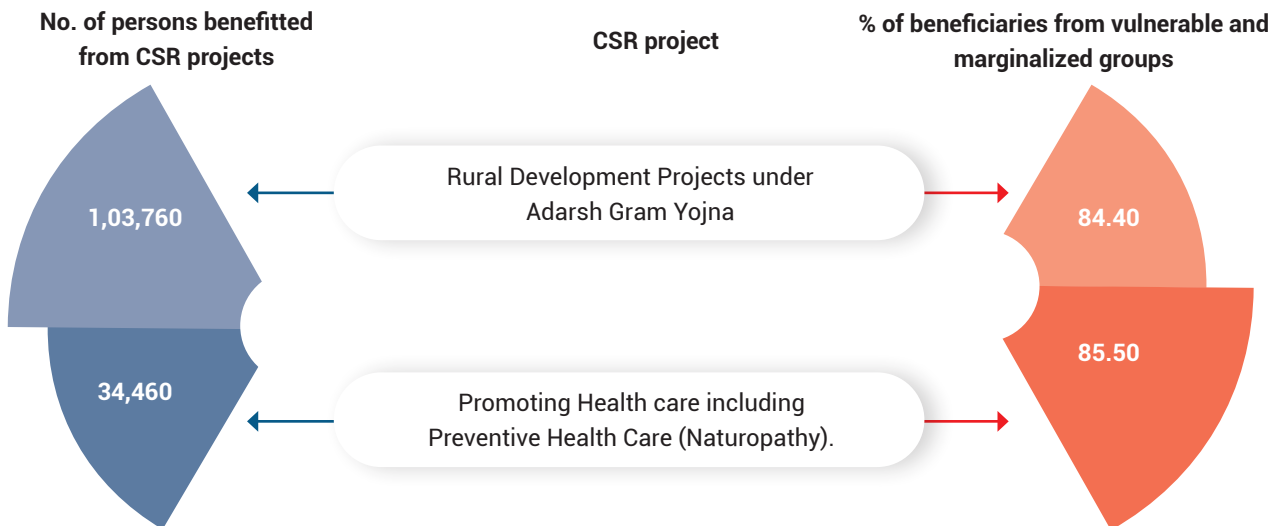 No. of persons benefitted
from CSR projects
CSR project
% of beneficiaries from vulnerable and
marginalized groups
1,03,760
Rural Development Projects under
Adarsh Gram Yojna
84.40
34,460
Promoting Health care including
Preventive Health Care (Naturopathy).
85.50